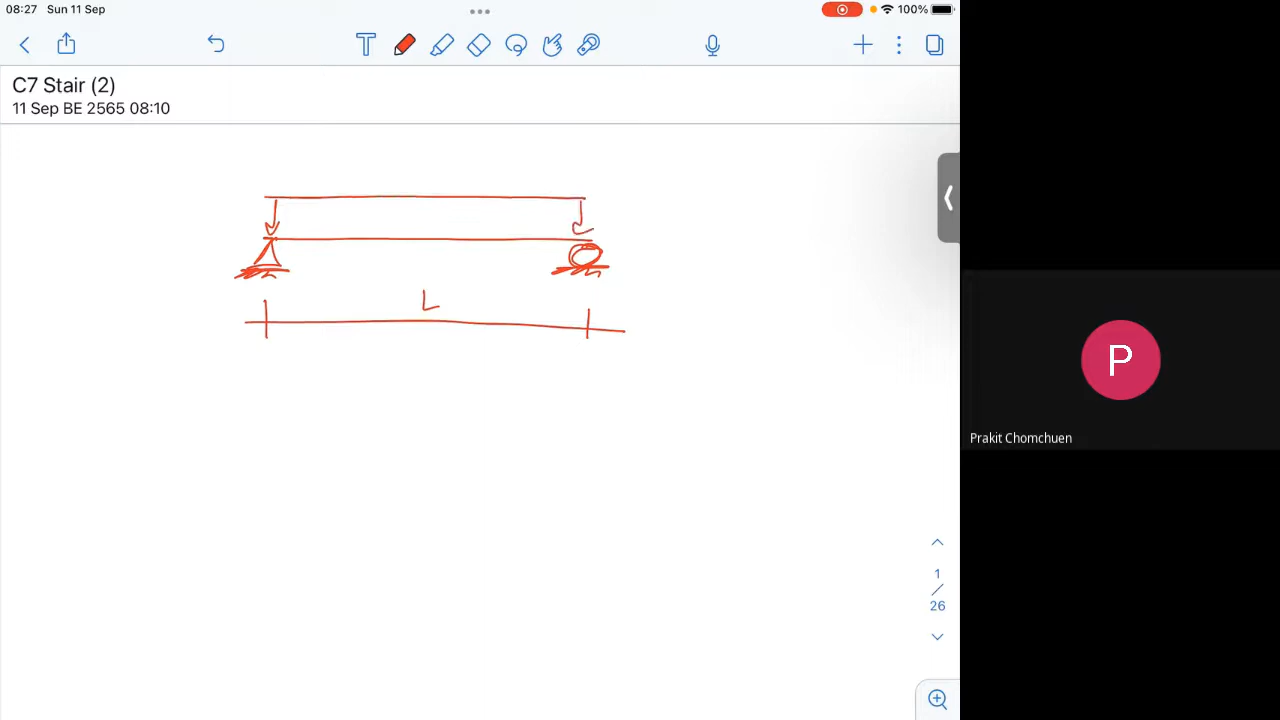 08:27 Sun 11 Sep
100%
T
C7 Stair (2)
11 Sep BE 2565 08:10
L
P
Prakit Chomchuen
1
/
26